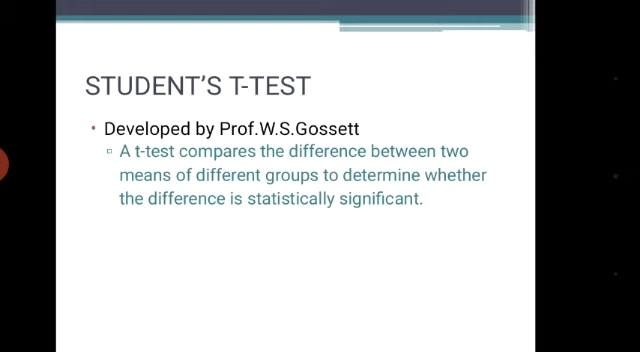 STUDENT'S T-TEST
• Developed by Prof.W.S.Gossett
▫ A t-test compares the difference between two
means of different groups to determine whether
the difference is statistically significant.